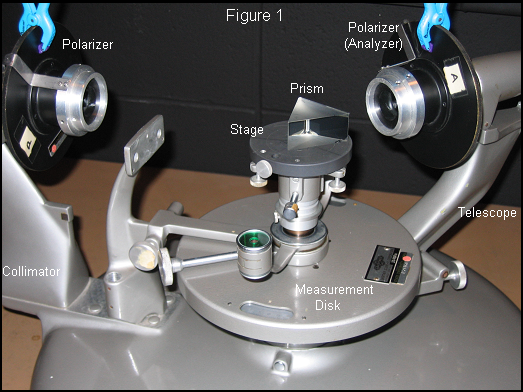 Figure 1
Polarizer
Polarizer
(Analyzer)
Prism
Stage
A
P
Telescope
Collimator
Measurement
Disk